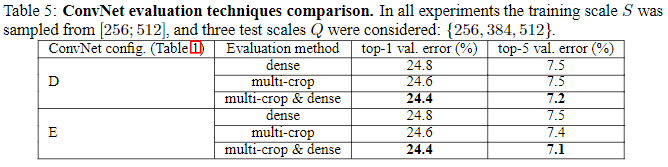 Table 5: ConvNet evaluation techniques comparison. In all experiments the training scale S was
sampled from [256; 512], and three test scales Q were considered: {256, 384, 512}.
ConvNet config. (Table 1) Evaluation method top-1 val. error (%) top-5 val. error (%)
dense 24.8 7.5
D multi-crop 24.6 7.5
multi-crop & dense 24.4 7.2
dense 24.8 7.5
E multi-crop 24.6 7.4
multi-crop & dense 24.4 7.1